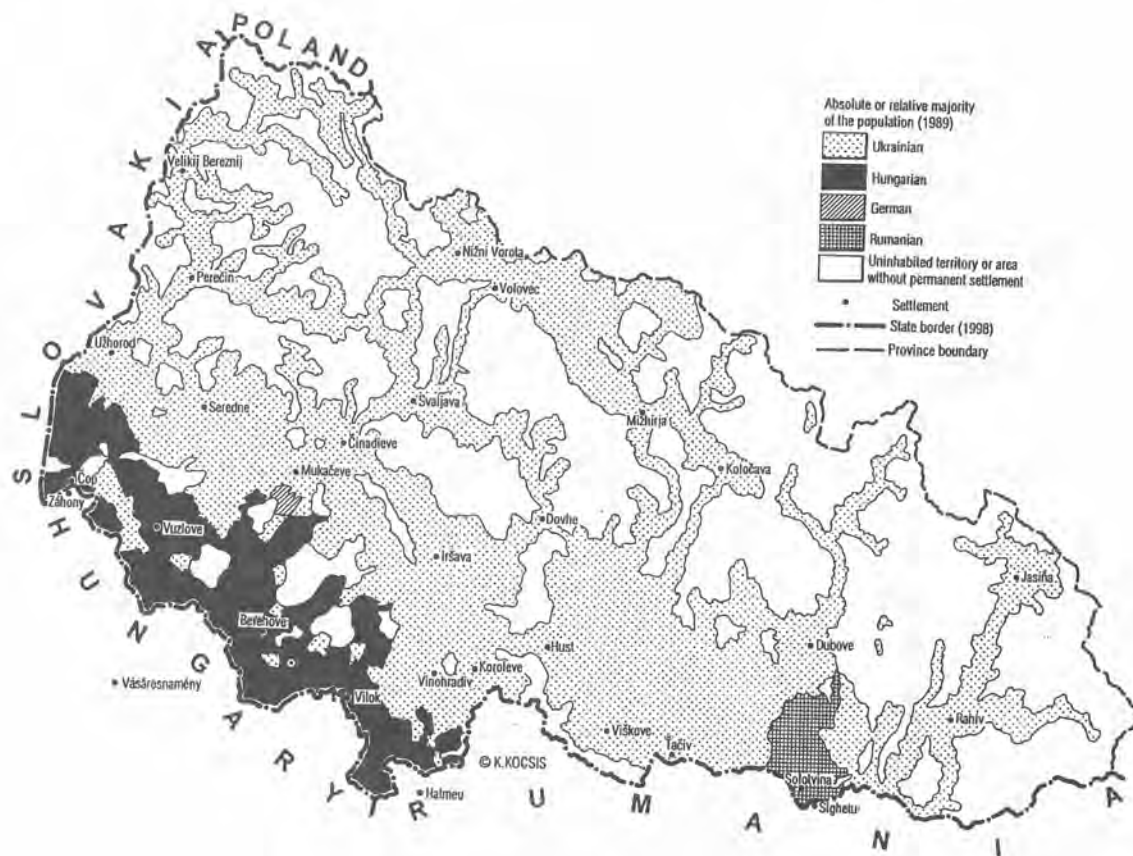 POLAND
SLOVAKIA
HUNGARY
RUMANIA
Absolute or relative majority
of the population (1989)
Ukrainian
Hungarian
German
Rumanian
Uninhabited territory or area
without permanent settlement
Settlement
State border (1998)
Province boundary
Velikij Bereznij
Nižni Vorota
Perečin
Volovec
Užhorod
Seredne
Svaljava
Mižhirja
Činadieve
Koločava
Mukačeve
Čop
Záhony
Vuzlove
Dovhe
Iršava
Jasiňa
Berehove
Hust
Dubove
Vásáresnamény
Vinohradiv
Koroleve
Vilok
Rahiv
Viškove
Tačiv
© K.KOCSIS
Halmeu
Solotvina
Sighetu